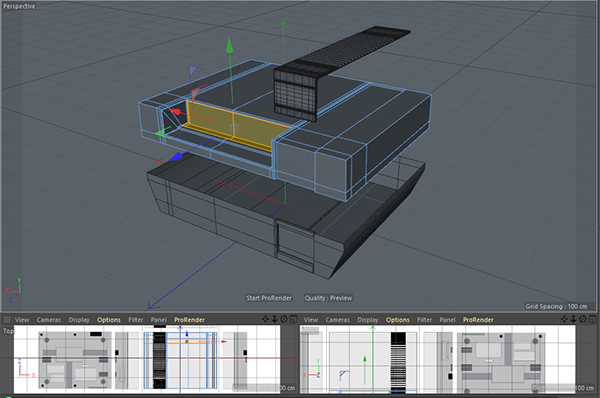 Perspective
Start ProRender Quality : Preview
Grid Spacing : 100 cm
View Cameras Display Options Filter Panel ProRender
View Cameras Display Options Filter Panel ProRender
Top
00 cm
00 cm